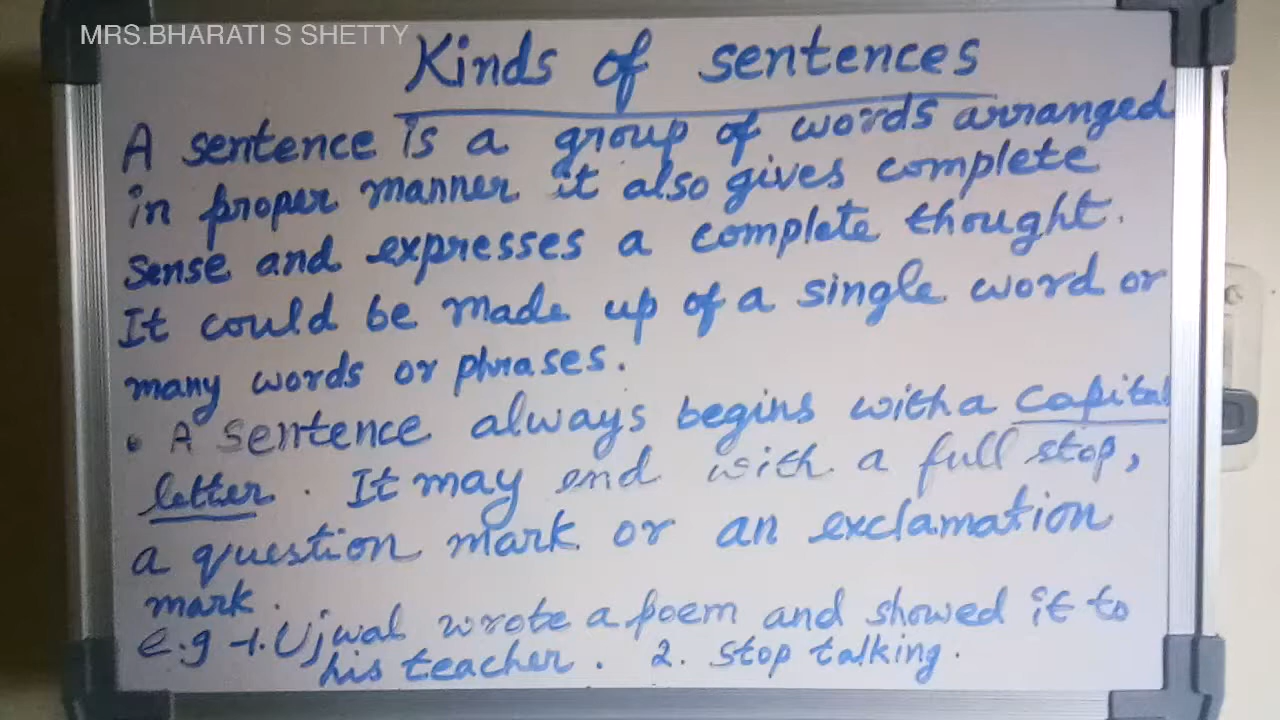 MRS.BHARATI S SHETTY
Kinds of sentences
A sentence is a group of words arranged
in proper manner it also gives complete
sense and expresses a complete thought.
It could be made up of a single word or
many words or phrases.
• A sentence always begins with a capital
letter. It may end with a full stop,
a question mark or an exclamation
mark.
e.g -1. Ujwal wrote a poem and showed it to
his teacher. 2. Stop talking.